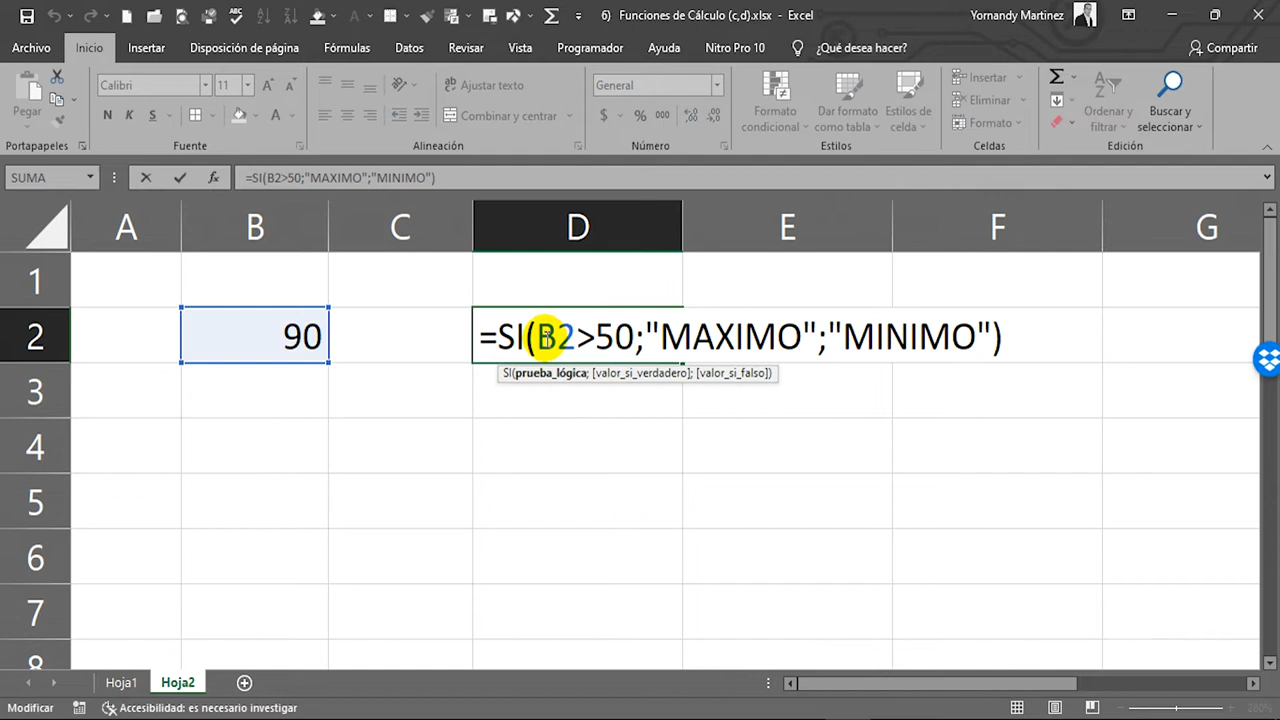 6) Funciones de Cálculo (c,d).xlsx - Excel
Yornandy Martinez
Archivo Inicio Insertar Disposición de página Fórmulas Datos Revisar Vista Programador Ayuda Nitro Pro 10 ¿Qué desea hacer? Compartir
Calibri 11 Ajustar texto General Insertar
Pegar N K S Combinar y centrar $ % 000 Formato condicional Dar formato como tabla Estilos de celda Eliminar Formato Ordenar y filtrar Buscar y seleccionar
Portapapeles Fuente Alineación Número Estilos Celdas Edición
SUMA fx =SI(B2>50;"MAXIMO";"MINIMO")
A B C D E F G
1
2 90 =SI(B2>50;"MAXIMO";"MINIMO")
SI(prueba_lógica; [valor_si_verdadero]; [valor_si_falso])
3
4
5
6
7
8
Hoja1 Hoja2
Modificar Accesibilidad: es necesario investigar 280%